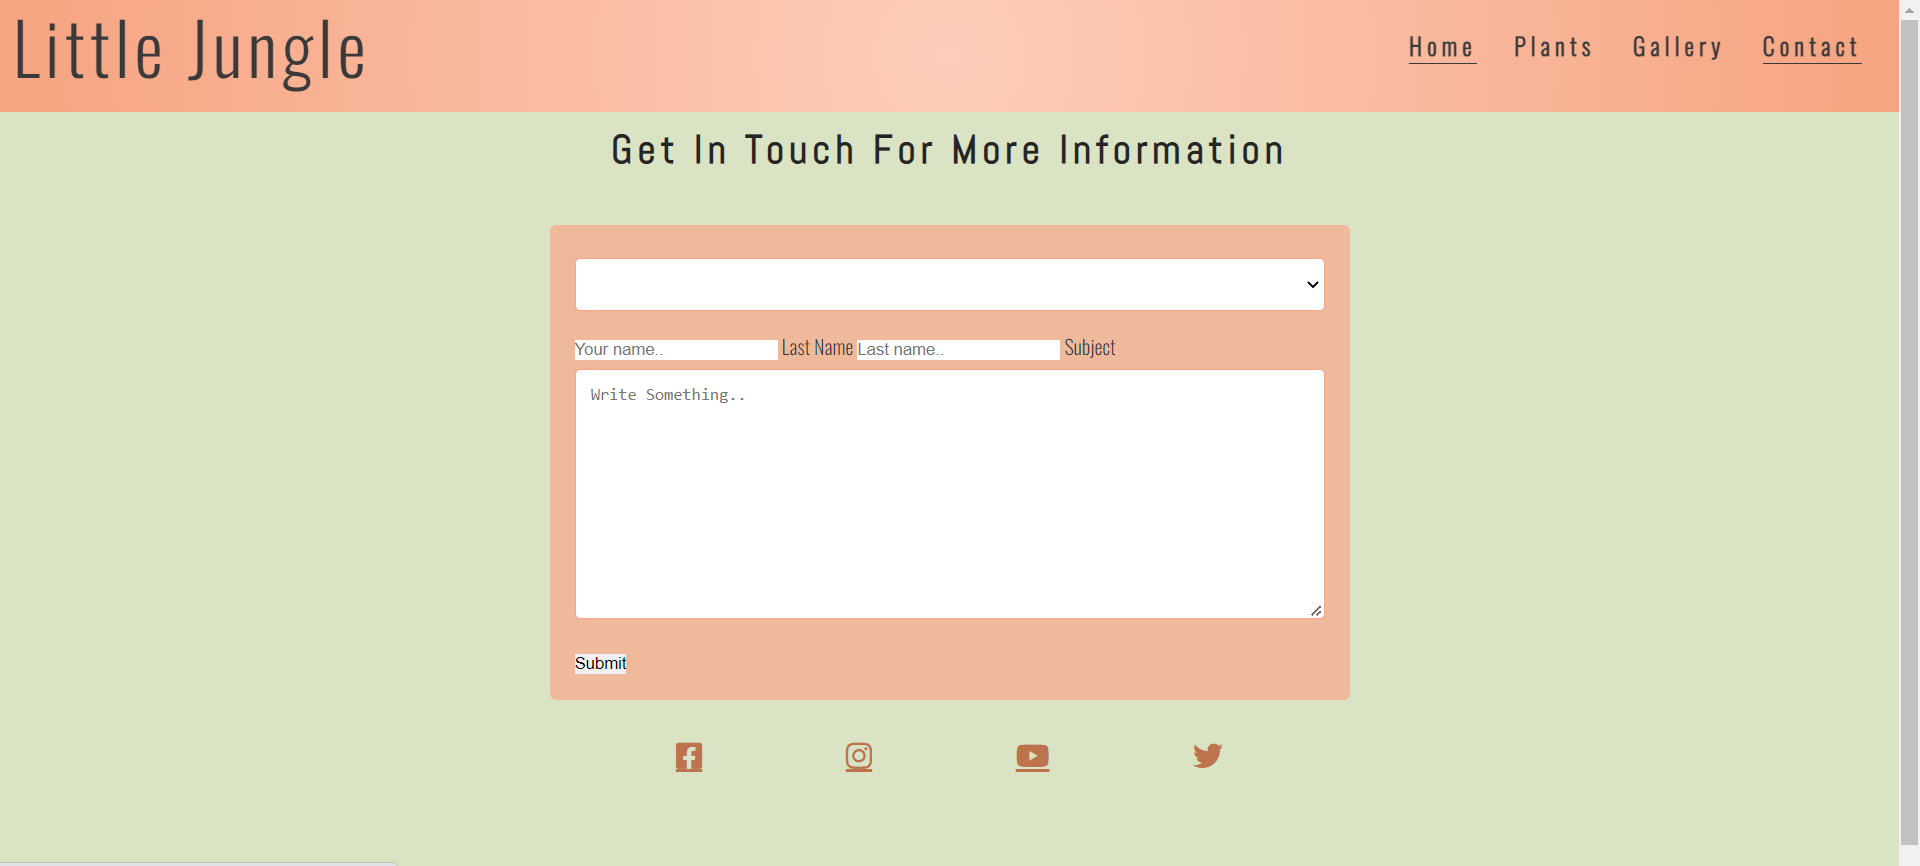 Little Jungle
Home Plants Gallery Contact
Get In Touch For More Information
Your name.. Last Name Last name.. Subject
Write Something..
Submit